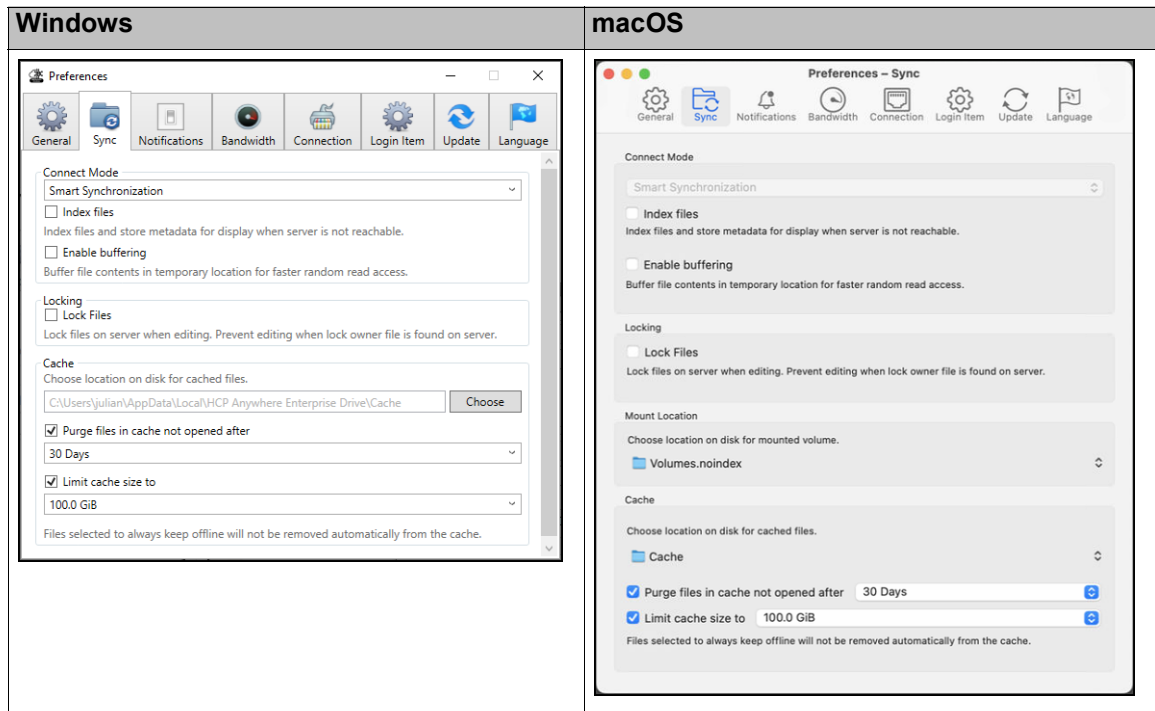 Windows
Preferences
General Sync Notifications Bandwidth Connection Login Item Update Language
Connect Mode
Smart Synchronization
Index files
Index files and store metadata for display when server is not reachable.
Enable buffering
Buffer file contents in temporary location for faster random read access.
Locking
Lock Files
Lock files on server when editing. Prevent editing when lock owner file is found on server.
Cache
Choose location on disk for cached files.
C:\Users\julian\AppData\Local\HCP Anywhere Enterprise Drive\Cache Choose
Purge files in cache not opened after
30 Days
Limit cache size to
100.0 GiB
Files selected to always keep offline will not be removed automatically from the cache.
macOS
Preferences – Sync
General Sync Notifications Bandwidth Connection Login Item Update Language
Connect Mode
Smart Synchronization
Index files
Index files and store metadata for display when server is not reachable.
Enable buffering
Buffer file contents in temporary location for faster random read access.
Locking
Lock Files
Lock files on server when editing. Prevent editing when lock owner file is found on server.
Mount Location
Choose location on disk for mounted volume.
Volumes.noindex
Cache
Choose location on disk for cached files.
Cache
Purge files in cache not opened after 30 Days
Limit cache size to 100.0 GiB
Files selected to always keep offline will not be removed automatically from the cache.